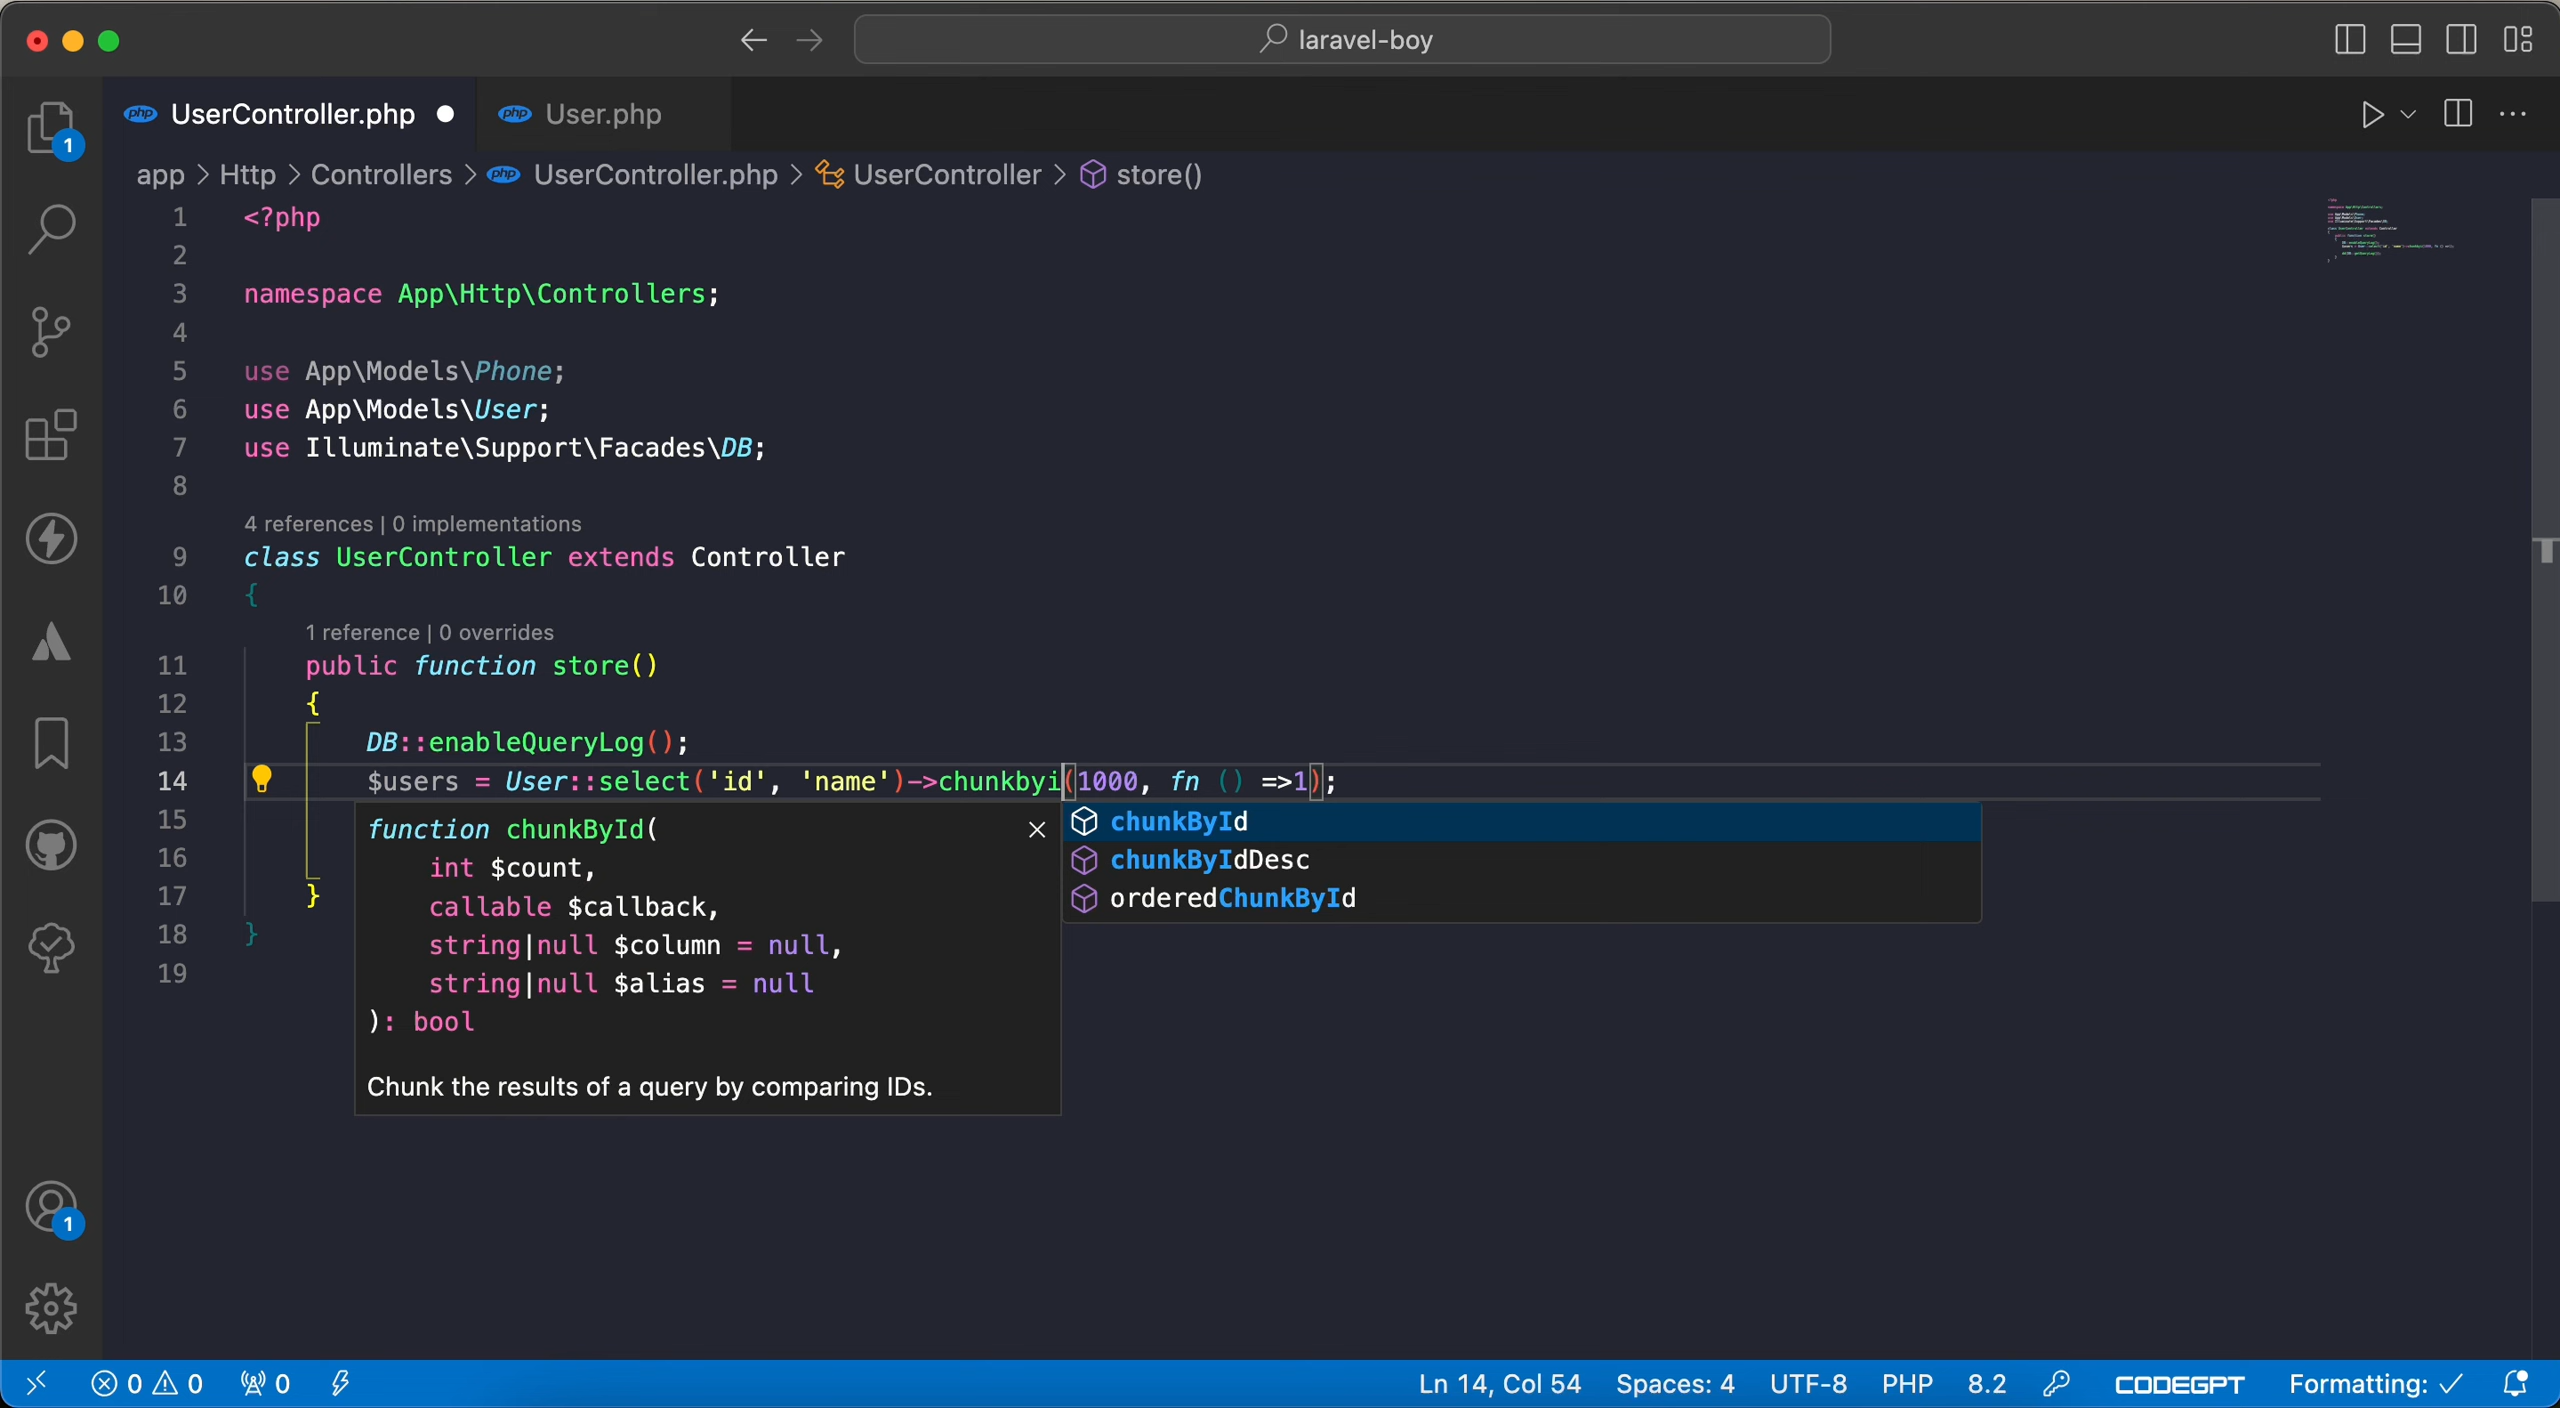 laravel-boy
php UserController.php
php User.php
app > Http > Controllers > php UserController.php > UserController > store()
1 <?php
2
3 namespace App\Http\Controllers;
4
5 use App\Models\Phone;
6 use App\Models\User;
7 use Illuminate\Support\Facades\DB;
8
4 references | 0 implementations
9 class UserController extends Controller
10 {
1 reference | 0 overrides
11 public function store()
12 {
13 DB::enableQueryLog();
14 $users = User::select('id', 'name')->chunkbyi(1000, fn () =>1);
15
16
17 }
18 }
19
function chunkById(
int $count,
callable $callback,
string|null $column = null,
string|null $alias = null
): bool
Chunk the results of a query by comparing IDs.
chunkById
chunkByIdDesc
orderedChunkById
1
1
0 0 0 Ln 14, Col 54 Spaces: 4 UTF-8 PHP 8.2 CODEGPT Formatting: ✓